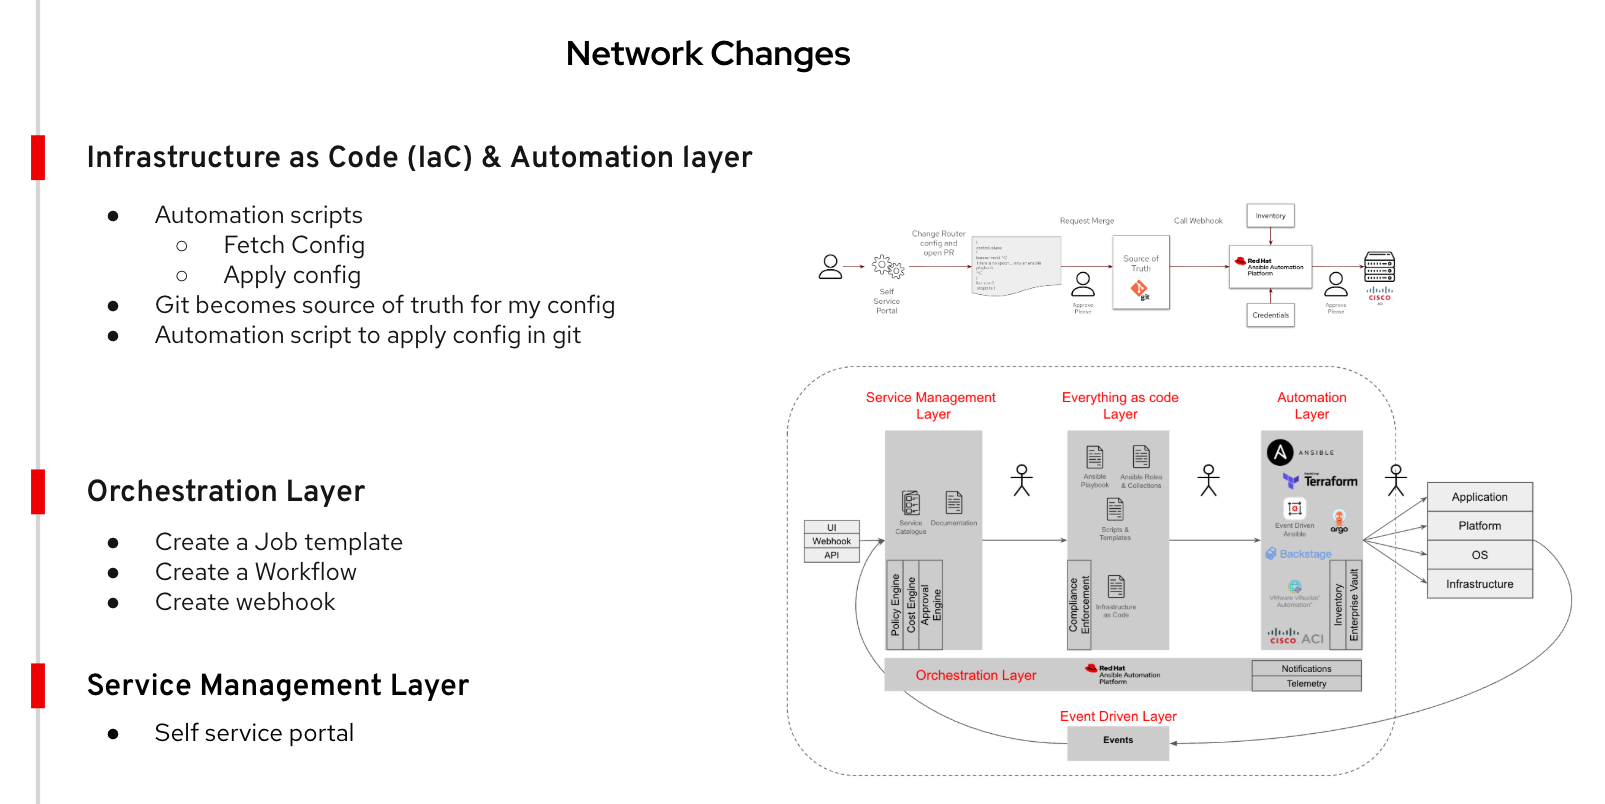 Network Changes
Infrastructure as Code (IaC) & Automation layer
● Automation scripts
○ Fetch Config
○ Apply config
● Git becomes source of truth for my config
● Automation script to apply config in git
Orchestration Layer
● Create a Job template
● Create a Workflow
● Create webhook
Service Management Layer
● Self service portal
Self
Service
Portal
Change Router
config and
open PR
Request Merge
Approve
Please
Source of
Truth
git
Call Webhook
Inventory
Red Hat
Ansible Automation
Platform
Credentials
Approve
Please
CISCO
Service Management
Layer
Everything as code
Layer
Automation
Layer
UI
Webhook
API
Service
Catalogue
Documentation
Policy Engine
Cost Engine
Approval
Engine
Ansible
Playbook
Ansible Roles
& Collections
Scripts &
Templates
Infrastructure
as Code
Compliance
Enforcement
ANSIBLE
Terraform
Event Driven
Ansible
argo
Backstage
VMware vRealize
Automation
CISCO ACI
Inventory
Enterprise Vault
Application
Platform
OS
Infrastructure
Orchestration Layer
Red Hat
Ansible Automation
Platform
Notifications
Telemetry
Event Driven Layer
Events